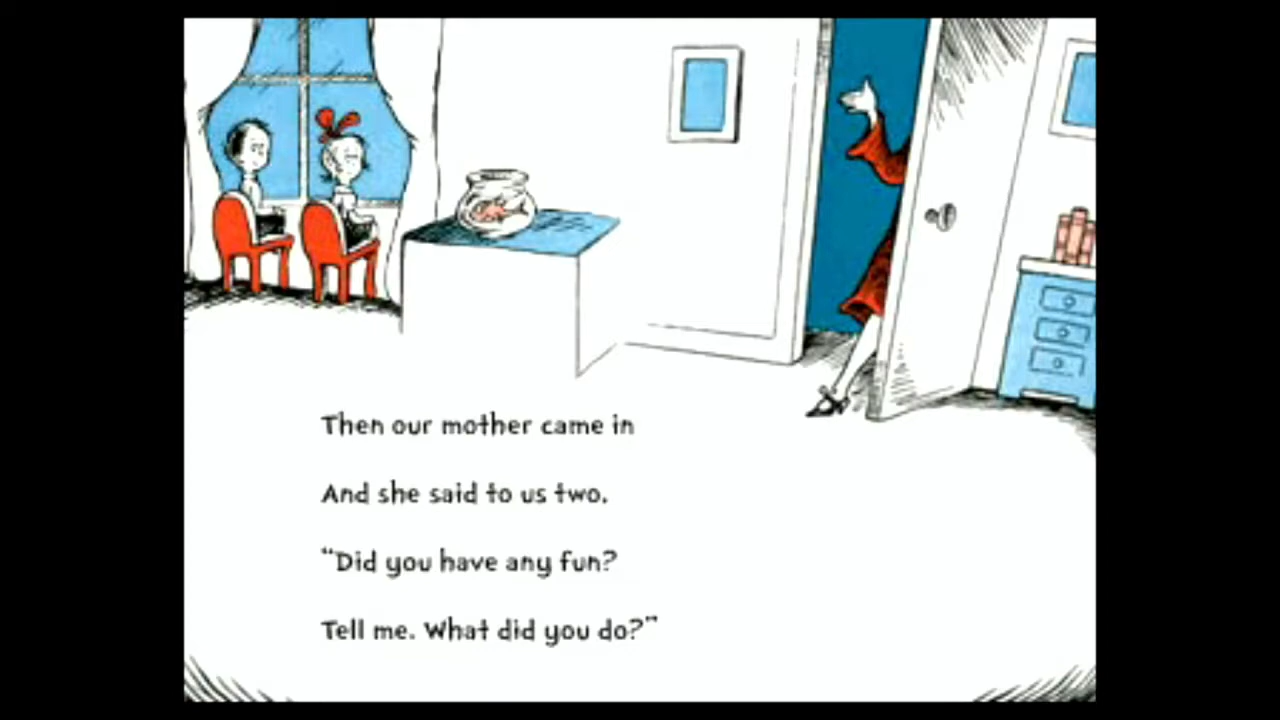 Then our mother came in
And she said to us two.
“Did you have any fun?
Tell me. What did you do?”